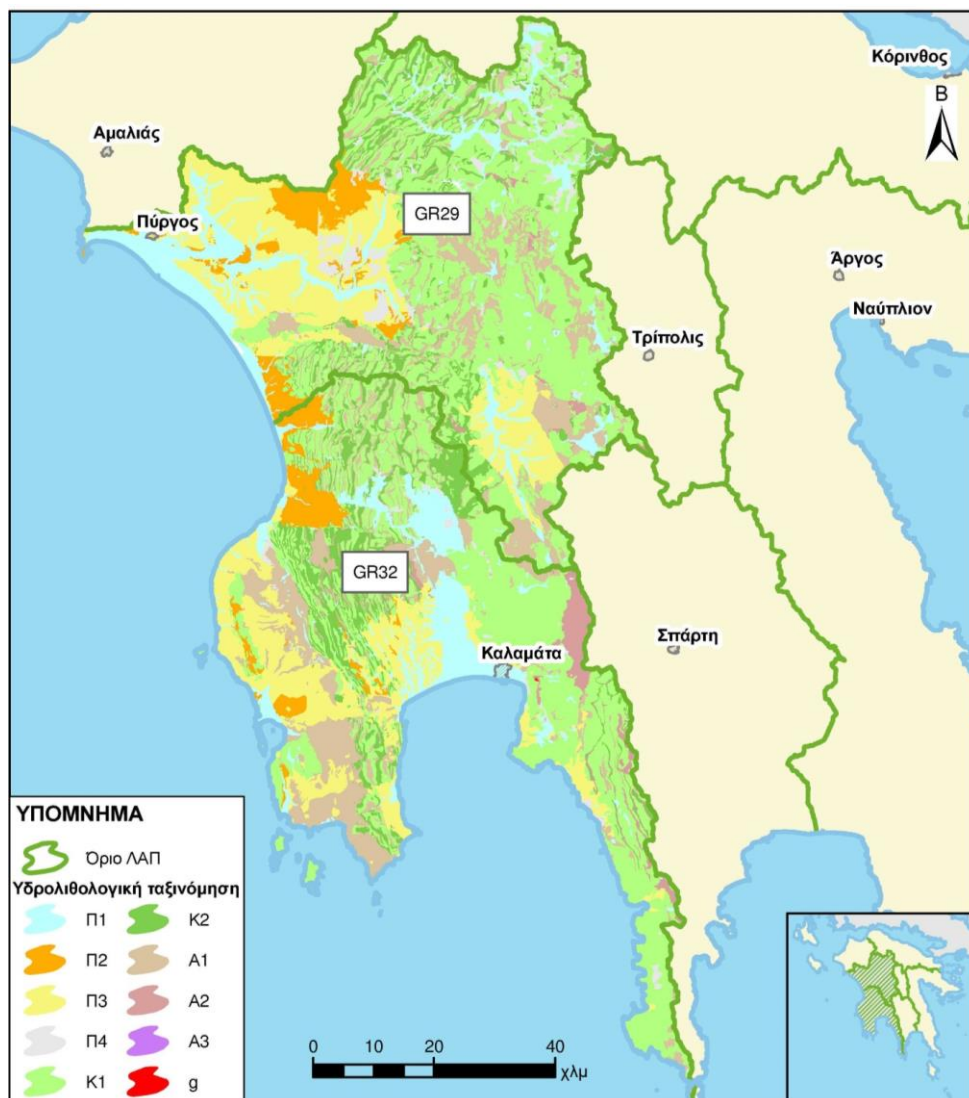 Κόρινθος
Β
Αμαλιάς
GR29
Πύργος
Άργος
Ναύπλιον
Τρίπολις
GR32
Σπάρτη
Καλαμάτα
ΥΠΟΜΝΗΜΑ
Όριο ΛΑΠ
Υδρολιθολογική ταξινόμηση
Π1 Κ2
Π2 Α1
Π3 Α2
Π4 Α3
Κ1 g
0 10 20 40
χλμ